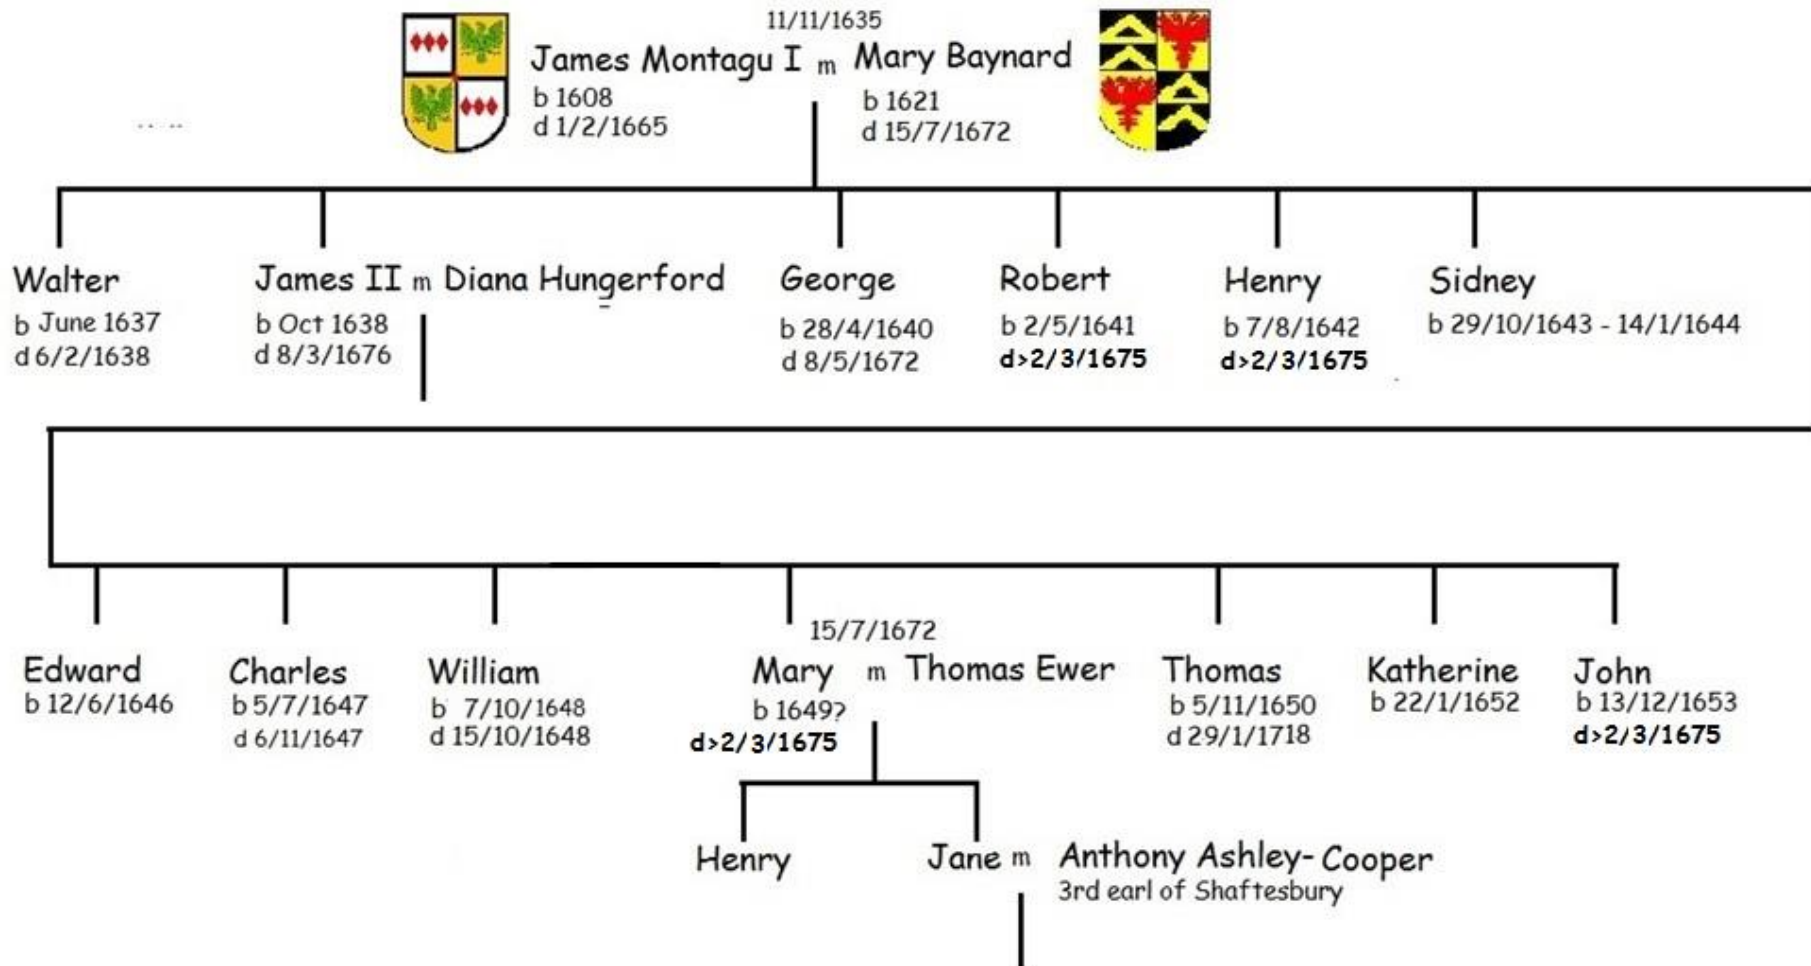 11/11/1635
James Montagu I m Mary Baynard
b 1608
d 1/2/1665
b 1621
d 15/7/1672
Walter
b June 1637
d 6/2/1638
James II m Diana Hungerford
b Oct 1638
d 8/3/1676
George
b 28/4/1640
d 8/5/1672
Robert
b 2/5/1641
d>2/3/1675
Henry
b 7/8/1642
d>2/3/1675
Sidney
b 29/10/1643 - 14/1/1644
Edward
b 12/6/1646
Charles
b 5/7/1647
d 6/11/1647
William
b 7/10/1648
d 15/10/1648
15/7/1672
Mary m Thomas Ewer
b 1649?
d>2/3/1675
Thomas
b 5/11/1650
d 29/1/1718
Katherine
b 22/1/1652
John
b 13/12/1653
d>2/3/1675
Henry
Jane m Anthony Ashley-Cooper
3rd earl of Shaftesbury